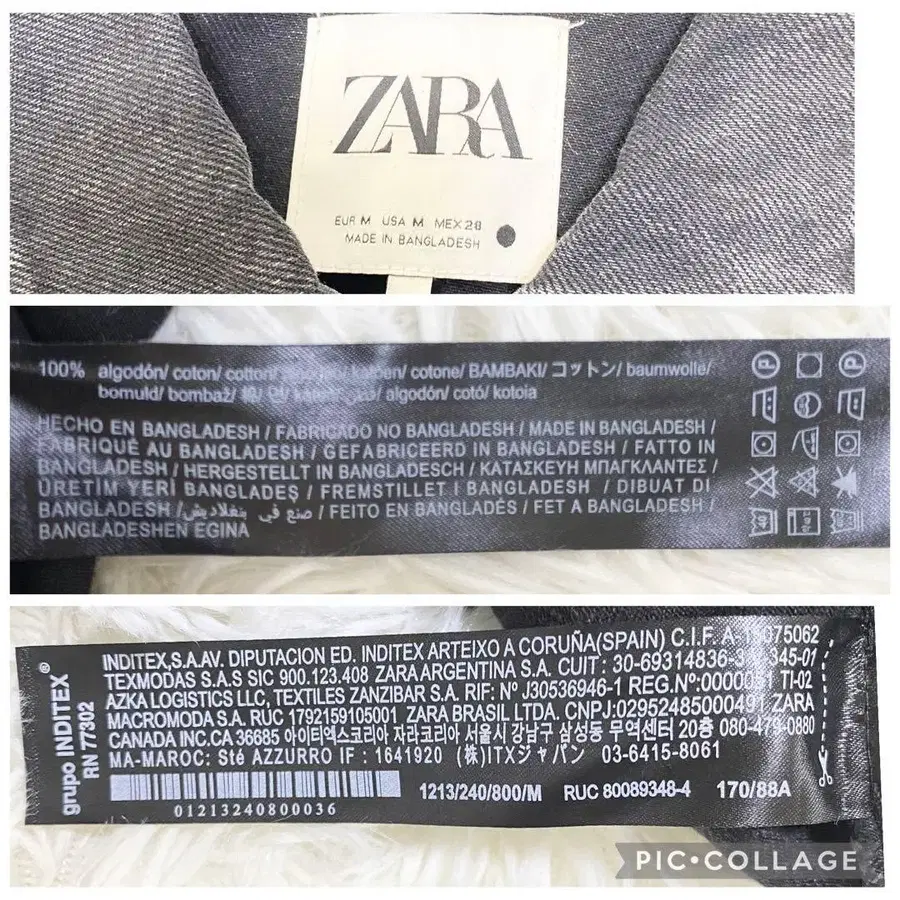 ZARA
EUR M USA M MEX 28
MADE IN BANGLADESH
100% algodón/ coton/ cotton/ cotone/ BAMBAKI/ コットン/ baumwolle/
bomuld/ bombaž/ 棉/ 면/ algodón/ cotó/ kotoia
HECHO EN BANGLADESH / FABRICADO NO BANGLADESH / MADE IN BANGLADESH /
FABRIQUÉ AU BANGLADESH / GEFABRICEERD IN BANGLADESH / FATTO IN
BANGLADESH / HERGESTELLT IN BANGLADESCH / ΚΑΤΑΣΚΕΥΗ ΜΠΑΓΚΛΑΝΤΕΣ /
ÜRETİM YERİ BANGLADEŞ / FREMSTILLET I BANGLADESH / DIBUAT DI
BANGLADESH / صنع في بنغلاديش / FEITO EN BANGLADÉS / FET A BANGLADESH /
BANGLADESHEN EGINA
grupo INDITEX®
RN 77302
INDITEX,S.A AV. DIPUTACION ED. INDITEX ARTEIXO A CORUÑA(SPAIN) C.I.F. A-15075062
TEXMODAS S.A.S SIC 900.123.408 ZARA ARGENTINA S.A. CUIT: 30-69314836- 345-01
AZKA LOGISTICS LLC, TEXTILES ZANZIBAR S.A. RIF: Nº J30536946-1 REG.Nº: TI-02
MACROMODA S.A. RUC 1792159105001 ZARA BRASIL LTDA. CNPJ:02952485000491 ZARA
CANADA INC.CA 36685 아이티엑스코리아 자라코리아 서울시 강남구 삼성동 무역센터 20층 080-479-0880
MA-MAROC: Sté AZZURRO IF : 1641920 (株)ITXジャパン 03-6415-8061
01213240800036
1213/240/800/M RUC 80089348-4 170/88A
PIC•COLLAGE